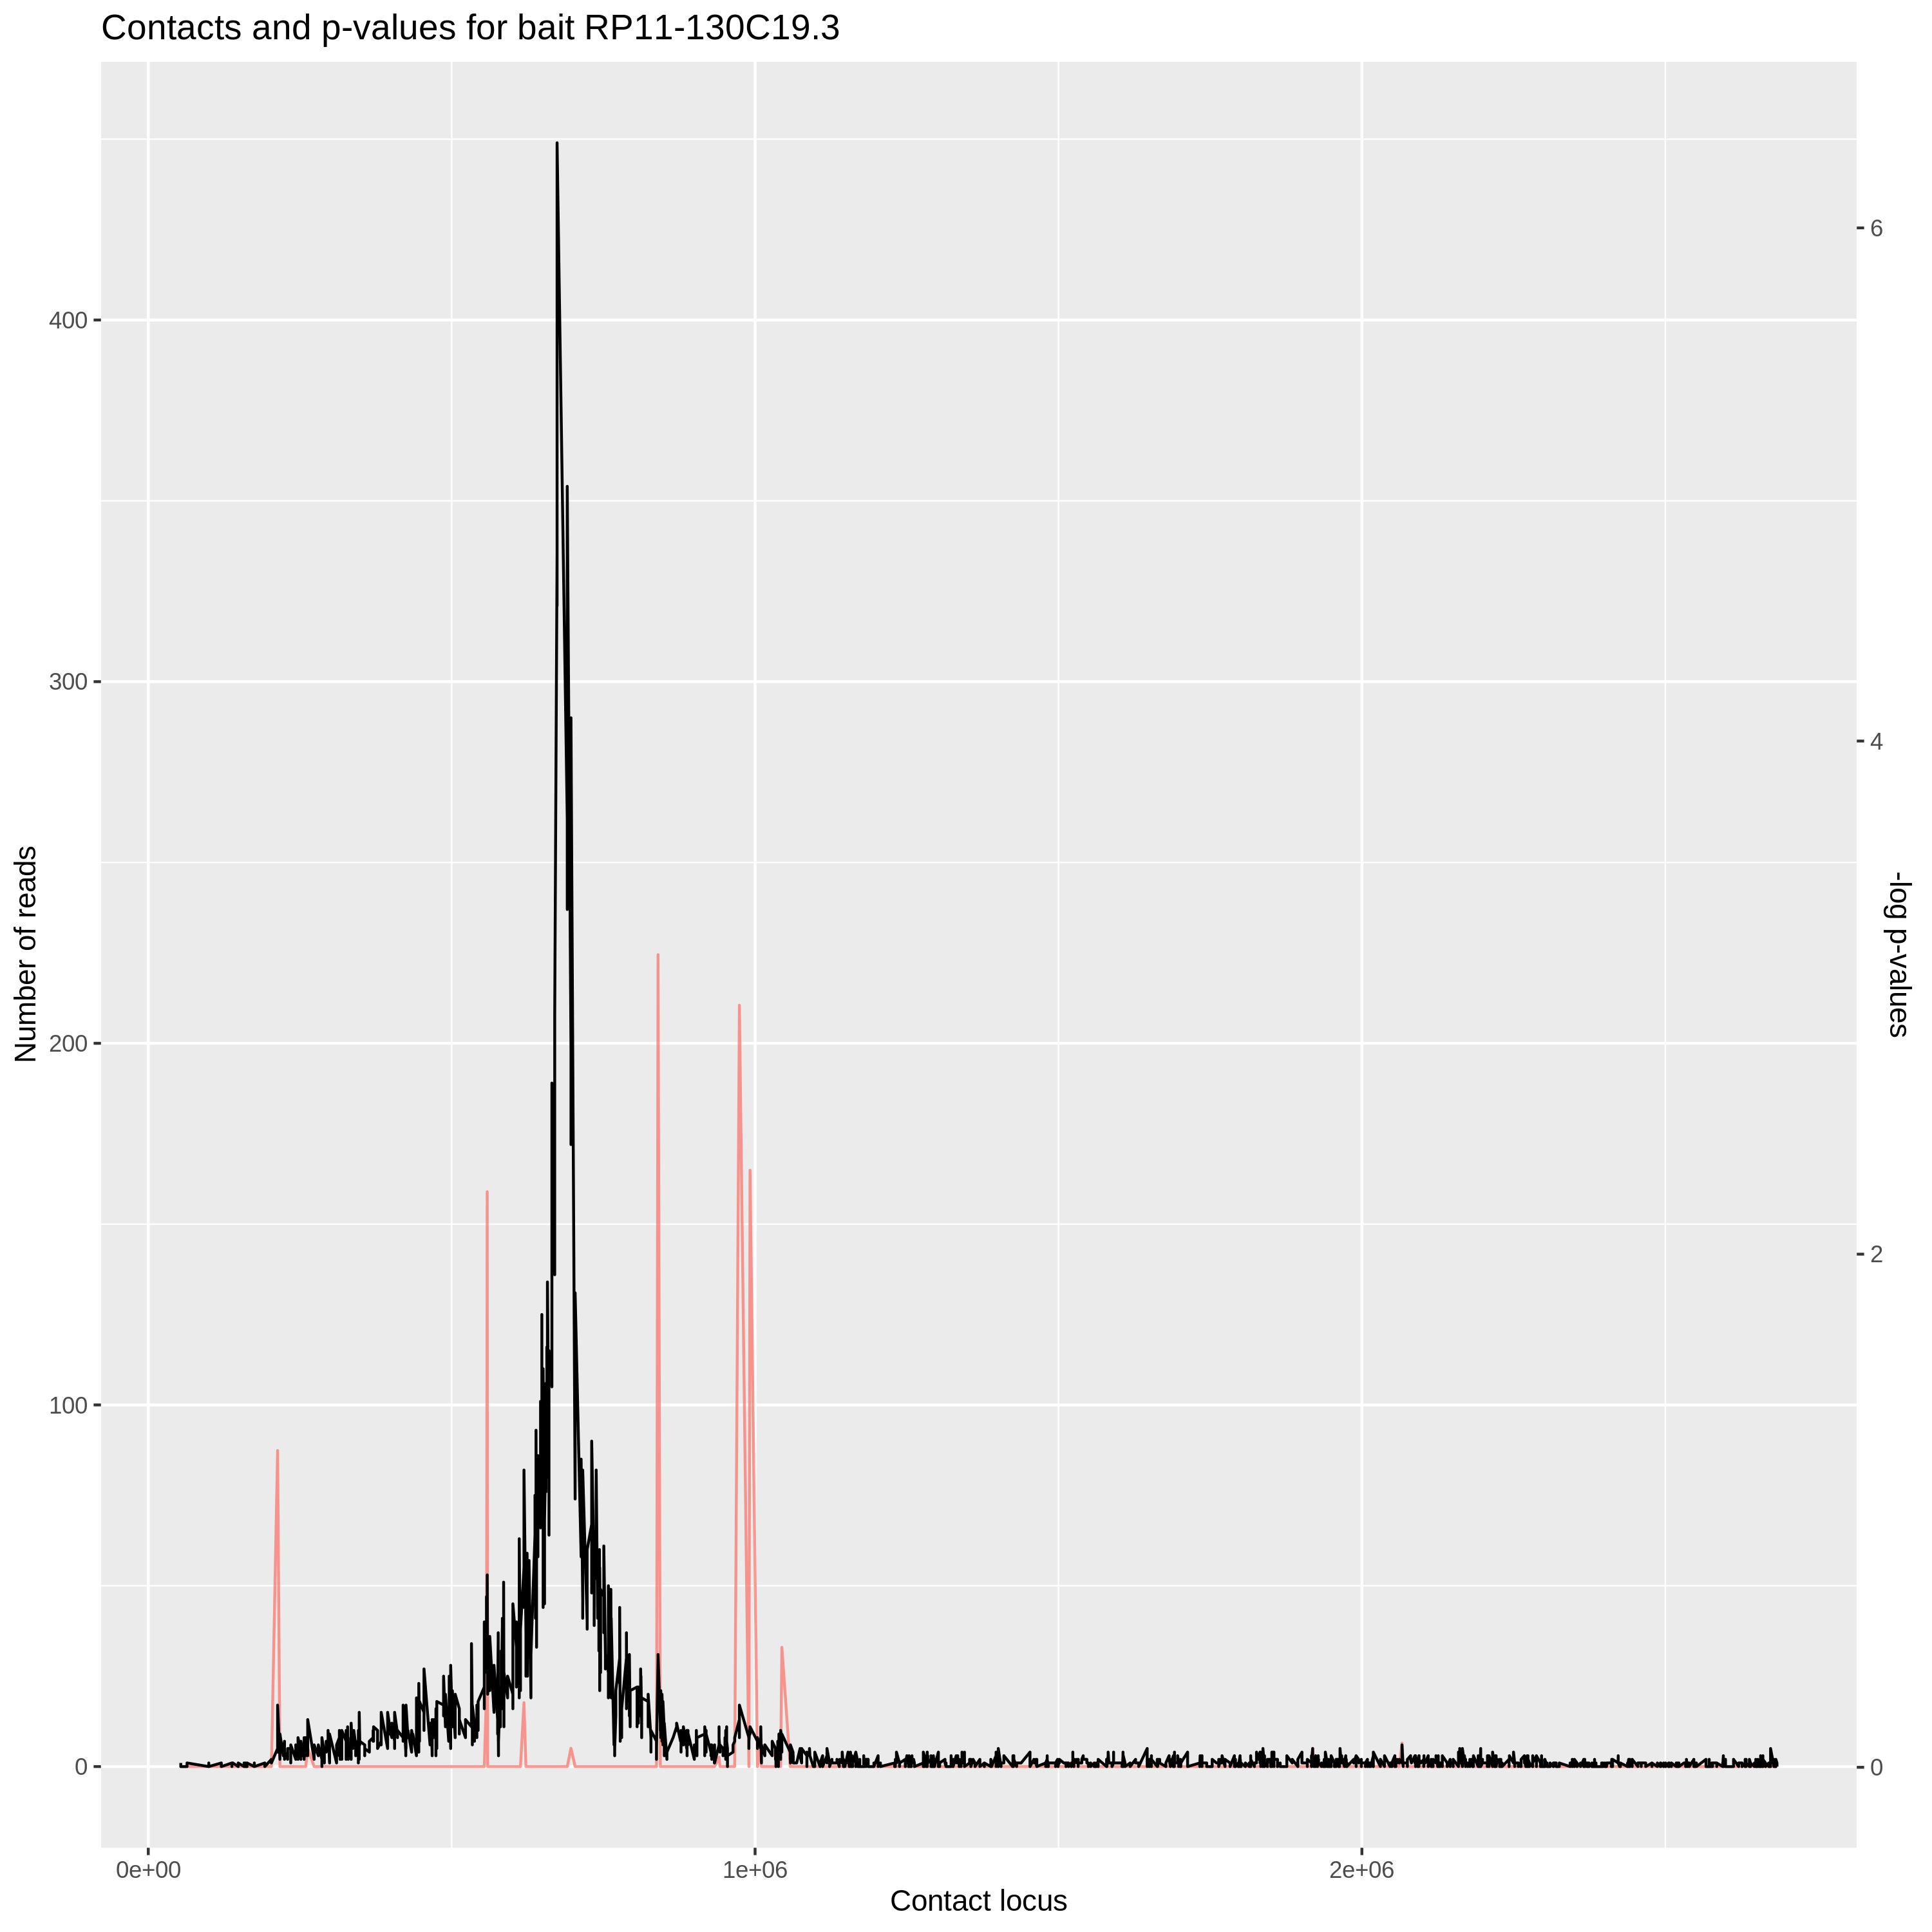 Contacts and p-values for bait RP11-130C19.3
Number of reads
400
300
200
100
0
6
4
2
0
-log p-values
0e+00
1e+06
2e+06
Contact locus